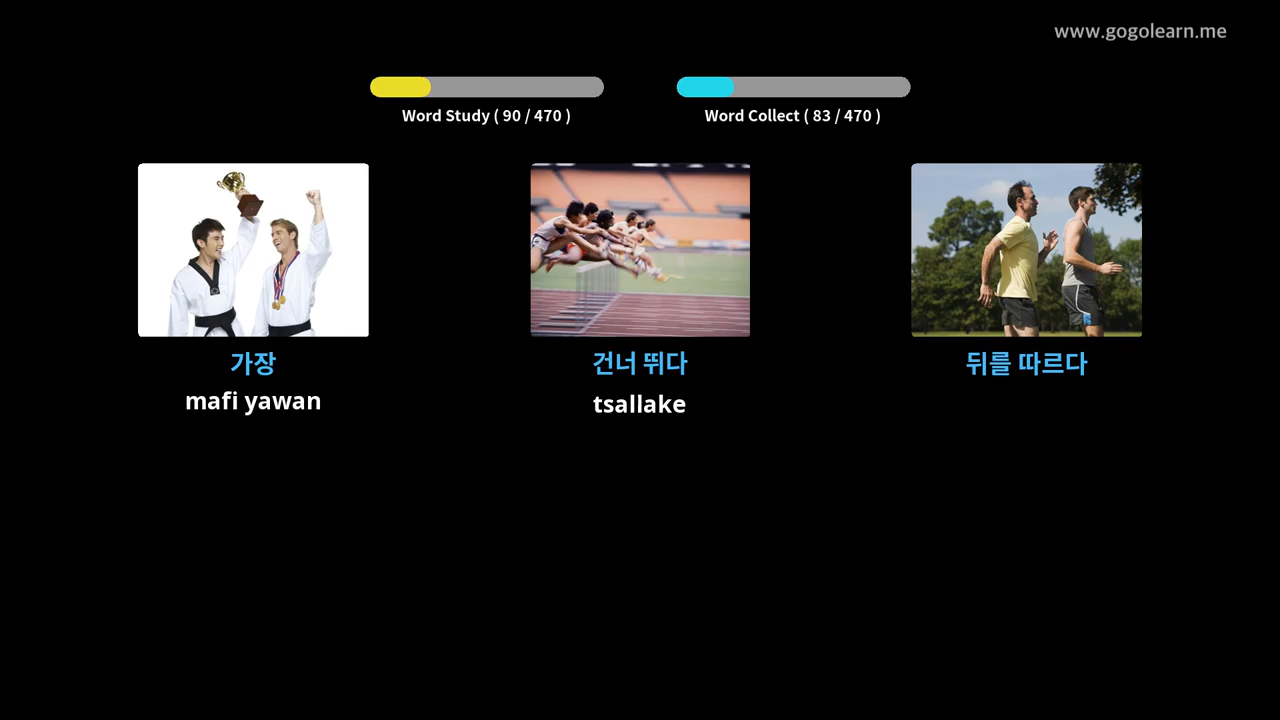 www.gogolearn.me
Word Study ( 90 / 470 )
Word Collect ( 83 / 470 )
가장
mafi yawan
건너 뛰다
tsallake
뒤를 따르다